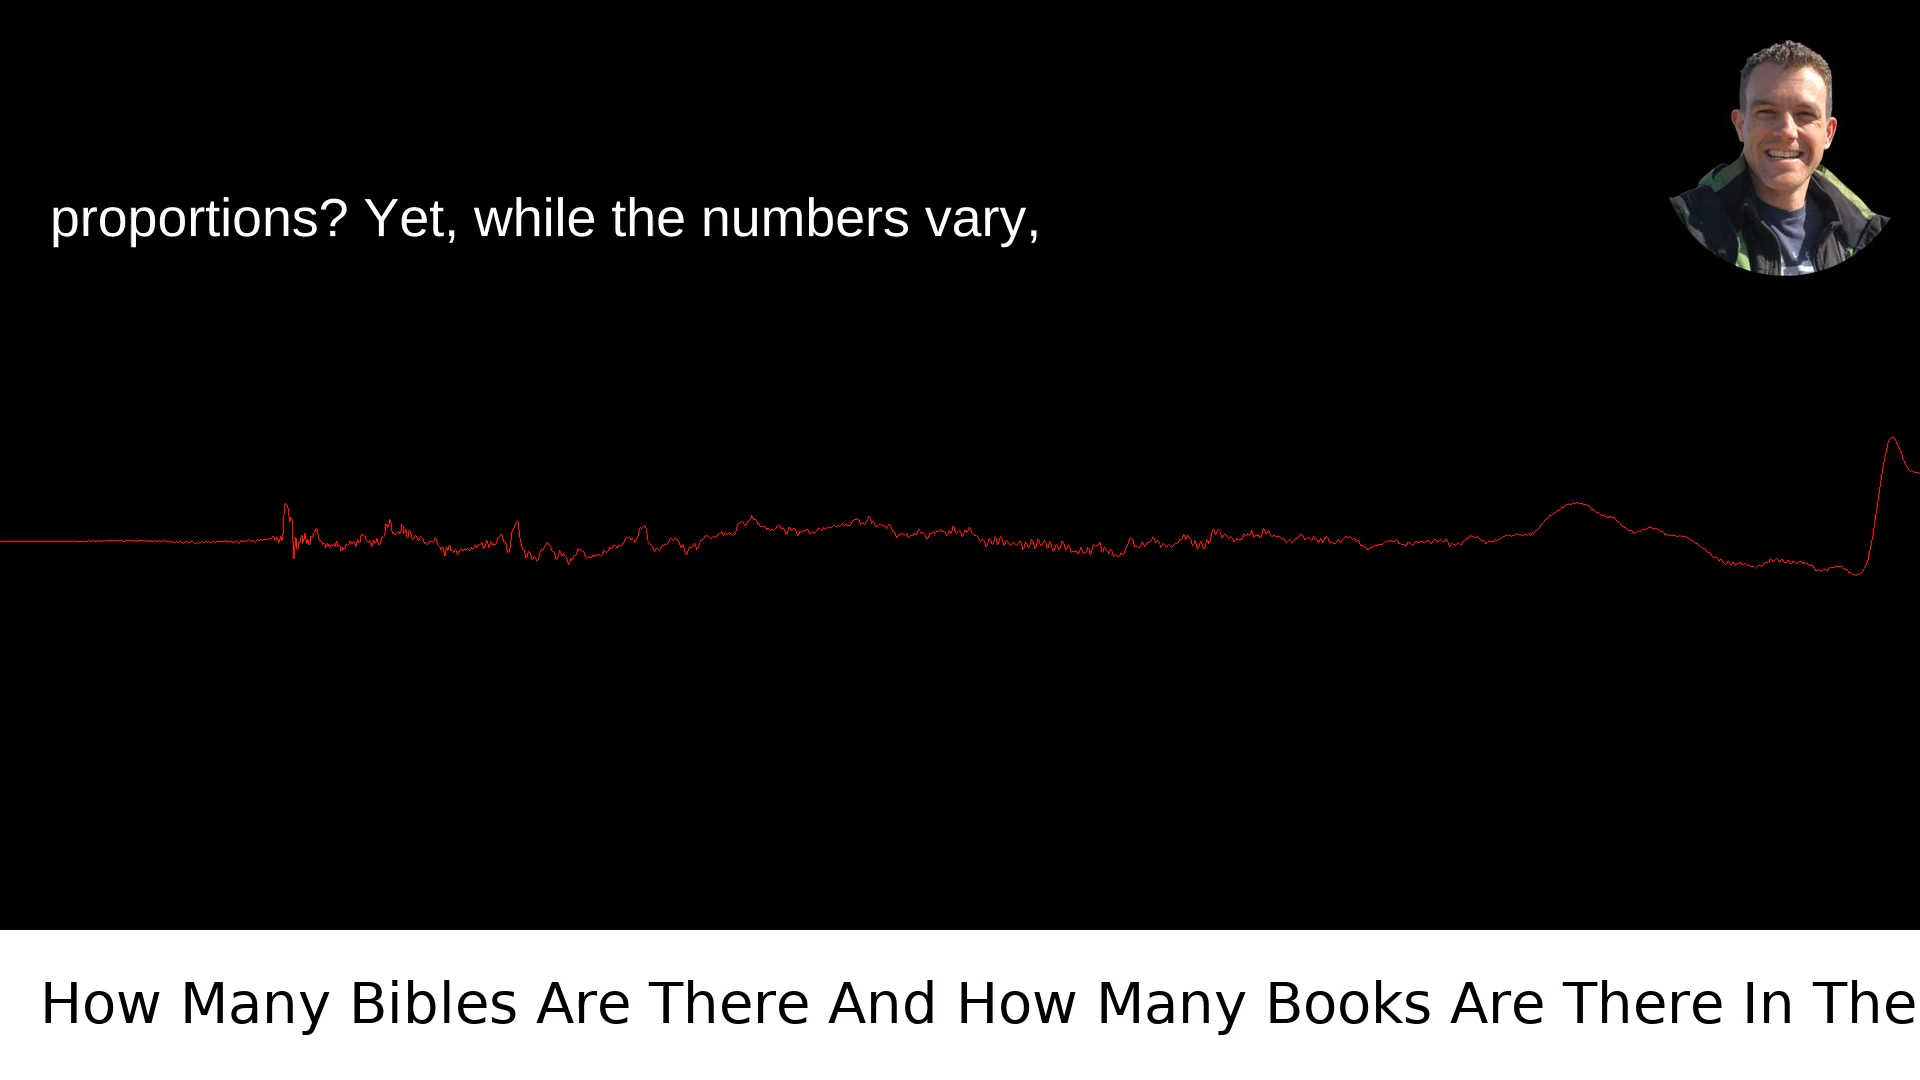 proportions? Yet, while the numbers vary,
How Many Bibles Are There And How Many Books Are There In The